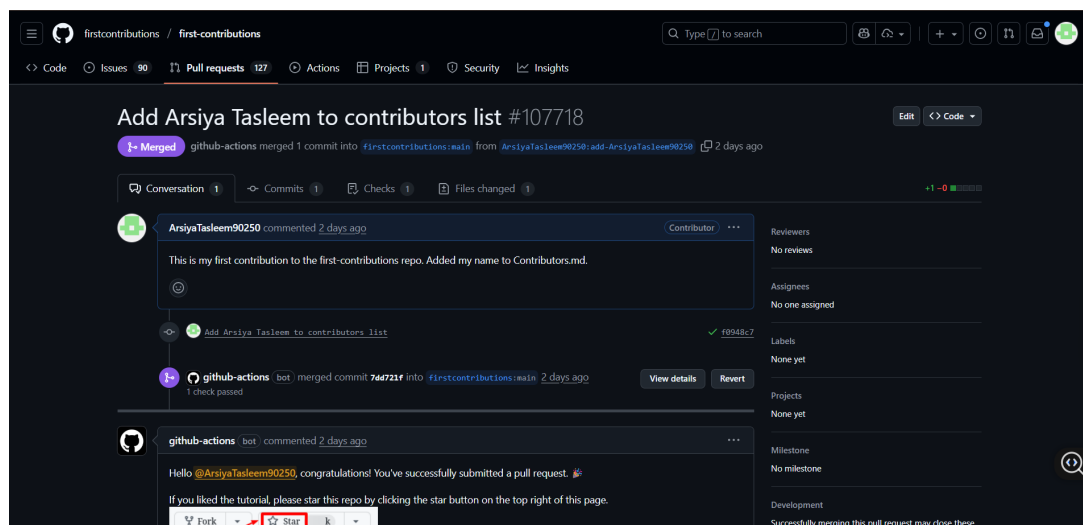 firstcontributions / first-contributions
Type / to search
Code Issues 90 Pull requests 127 Actions Projects 1 Security Insights
Add Arsiya Tasleem to contributors list #107718
Edit Code
Merged github-actions merged 1 commit into firstcontributions:main from ArsiyaTasleem90250:add-ArsiyaTasleem90250 2 days ago
Conversation 1 Commits 1 Checks 1 Files changed 1 +1 −0
ArsiyaTasleem90250 commented 2 days ago Contributor
This is my first contribution to the first-contributions repo. Added my name to Contributors.md.
Add Arsiya Tasleem to contributors list f0948c7
github-actions bot merged commit 7dd721f into firstcontributions:main 2 days ago View details Revert
1 check passed
github-actions bot commented 2 days ago
Hello @ArsiyaTasleem90250, congratulations! You've successfully submitted a pull request. 🎉
If you liked the tutorial, please star this repo by clicking the star button on the top right of this page.
Fork Star k
Reviewers
No reviews
Assignees
No one assigned
Labels
None yet
Projects
None yet
Milestone
No milestone
Development
Successfully merging this pull request may close these